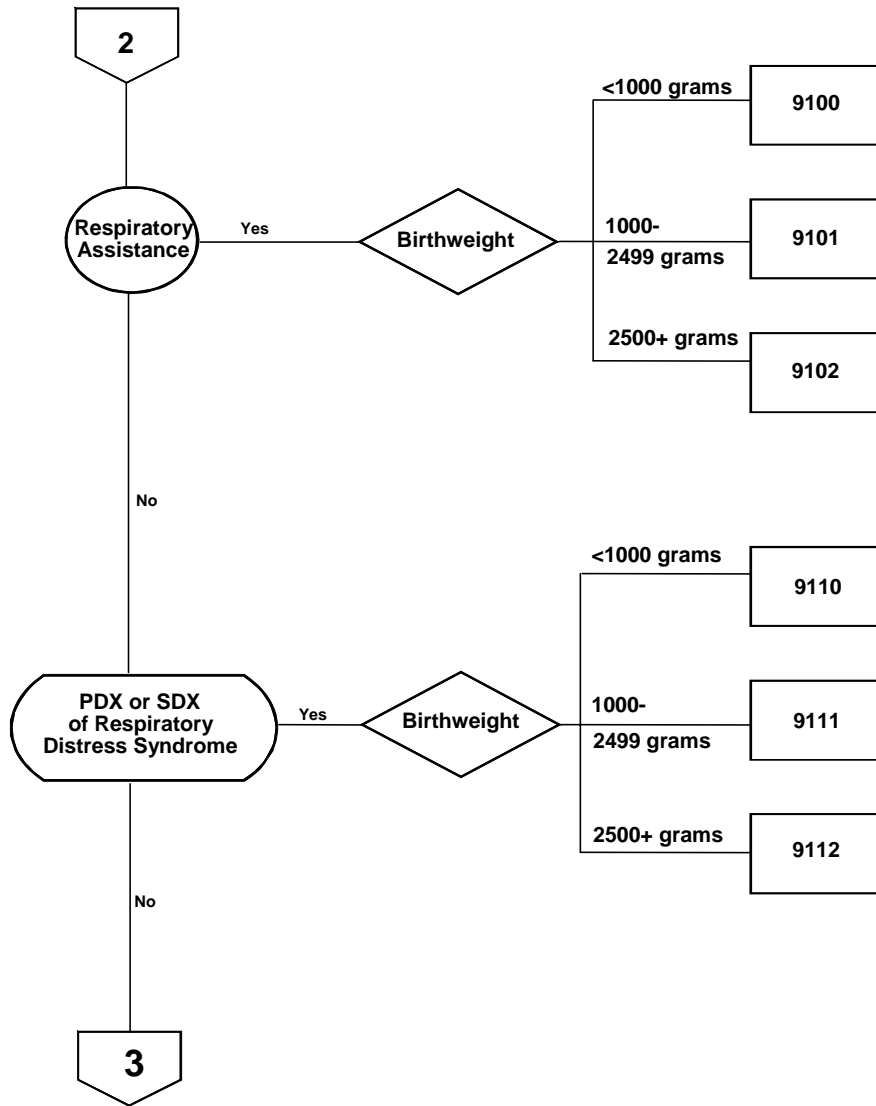 2
<1000 grams
9100
Respiratory
Assistance
Yes
Birthweight
1000-
2499 grams
9101
2500+ grams
9102
No
<1000 grams
9110
PDX or SDX
of Respiratory
Distress Syndrome
Yes
Birthweight
1000-
2499 grams
9111
2500+ grams
9112
No
3